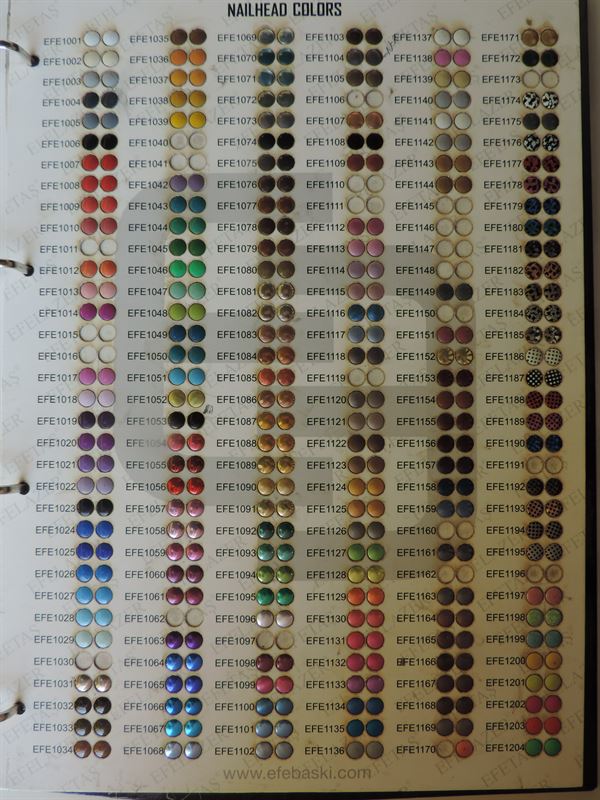 NAILHEAD COLORS
EFE1001 EFE1035 EFE1069 EFE1103 EFE1137 EFE1171
EFE1002 EFE1036 EFE1070 EFE1104 EFE1138 EFE1172
EFE1003 EFE1037 EFE1071 EFE1105 EFE1139 EFE1173
EFE1004 EFE1038 EFE1072 EFE1106 EFE1140 EFE1174
EFE1005 EFE1039 EFE1073 EFE1107 EFE1141 EFE1175
EFE1006 EFE1040 EFE1074 EFE1108 EFE1142 EFE1176
EFE1007 EFE1041 EFE1075 EFE1109 EFE1143 EFE1177
EFE1008 EFE1042 EFE1076 EFE1110 EFE1144 EFE1178
EFE1009 EFE1043 EFE1077 EFE1111 EFE1145 EFE1179
EFE1010 EFE1044 EFE1078 EFE1112 EFE1146 EFE1180
EFE1011 EFE1045 EFE1079 EFE1113 EFE1147 EFE1181
EFE1012 EFE1046 EFE1080 EFE1114 EFE1148 EFE1182
EFE1013 EFE1047 EFE1081 EFE1115 EFE1149 EFE1183
EFE1014 EFE1048 EFE1082 EFE1116 EFE1150 EFE1184
EFE1015 EFE1049 EFE1083 EFE1117 EFE1151 EFE1185
EFE1016 EFE1050 EFE1084 EFE1118 EFE1152 EFE1186
EFE1017 EFE1051 EFE1085 EFE1119 EFE1153 EFE1187
EFE1018 EFE1052 EFE1086 EFE1120 EFE1154 EFE1188
EFE1019 EFE1053 EFE1087 EFE1121 EFE1155 EFE1189
EFE1020 EFE1054 EFE1088 EFE1122 EFE1156 EFE1190
EFE1021 EFE1055 EFE1089 EFE1123 EFE1157 EFE1191
EFE1022 EFE1056 EFE1090 EFE1124 EFE1158 EFE1192
EFE1023 EFE1057 EFE1091 EFE1125 EFE1159 EFE1193
EFE1024 EFE1058 EFE1092 EFE1126 EFE1160 EFE1194
EFE1025 EFE1059 EFE1093 EFE1127 EFE1161 EFE1195
EFE1026 EFE1060 EFE1094 EFE1128 EFE1162 EFE1196
EFE1027 EFE1061 EFE1095 EFE1129 EFE1163 EFE1197
EFE1028 EFE1062 EFE1096 EFE1130 EFE1164 EFE1198
EFE1029 EFE1063 EFE1097 EFE1131 EFE1165 EFE1199
EFE1030 EFE1064 EFE1098 EFE1132 EFE1166 EFE1200
EFE1031 EFE1065 EFE1099 EFE1133 EFE1167 EFE1201
EFE1032 EFE1066 EFE1100 EFE1134 EFE1168 EFE1202
EFE1033 EFE1067 EFE1101 EFE1135 EFE1169 EFE1203
EFE1034 EFE1068 EFE1102 EFE1136 EFE1170 EFE1204
www.efebaski.com